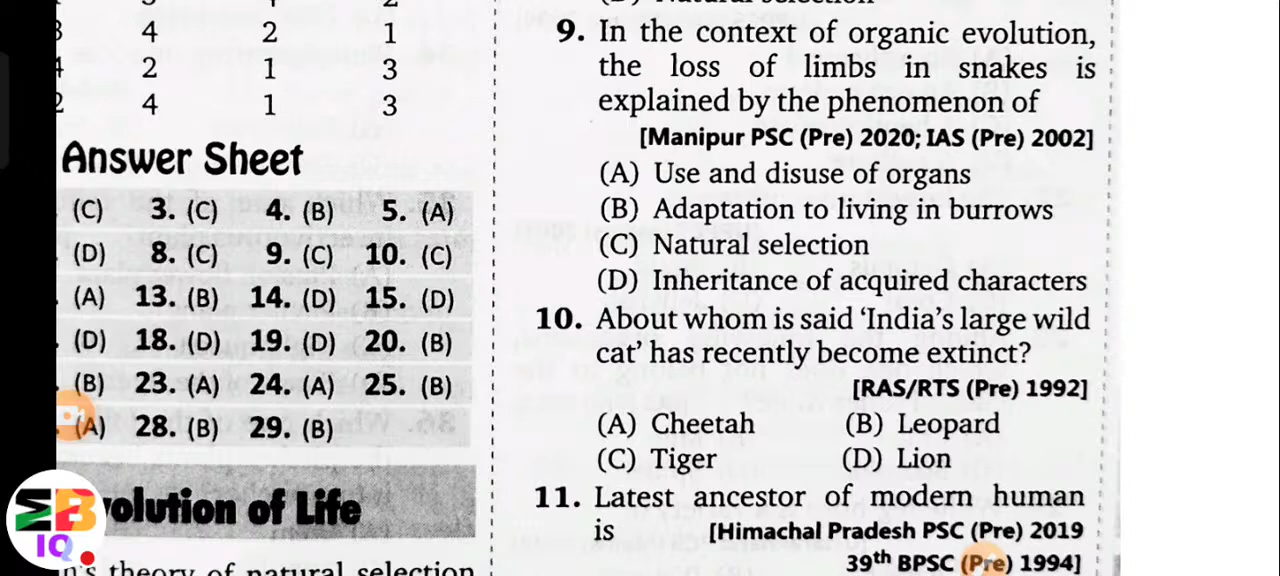 4 2 1
2 1 3
2 4 1 3
Answer Sheet
(C) 3. (C) 4. (B) 5. (A)
(D) 8. (C) 9. (C) 10. (C)
(A) 13. (B) 14. (D) 15. (D)
(D) 18. (D) 19. (D) 20. (B)
(B) 23. (A) 24. (A) 25. (B)
(A) 28. (B) 29. (B)
volution of Life
n's theory of natural selection
9. In the context of organic evolution,
the loss of limbs in snakes is
explained by the phenomenon of
[Manipur PSC (Pre) 2020; IAS (Pre) 2002]
(A) Use and disuse of organs
(B) Adaptation to living in burrows
(C) Natural selection
(D) Inheritance of acquired characters
10. About whom is said ‘India’s large wild
cat’ has recently become extinct?
[RAS/RTS (Pre) 1992]
(A) Cheetah (B) Leopard
(C) Tiger (D) Lion
11. Latest ancestor of modern human
is [Himachal Pradesh PSC (Pre) 2019
39th BPSC (Pre) 1994]
IQ